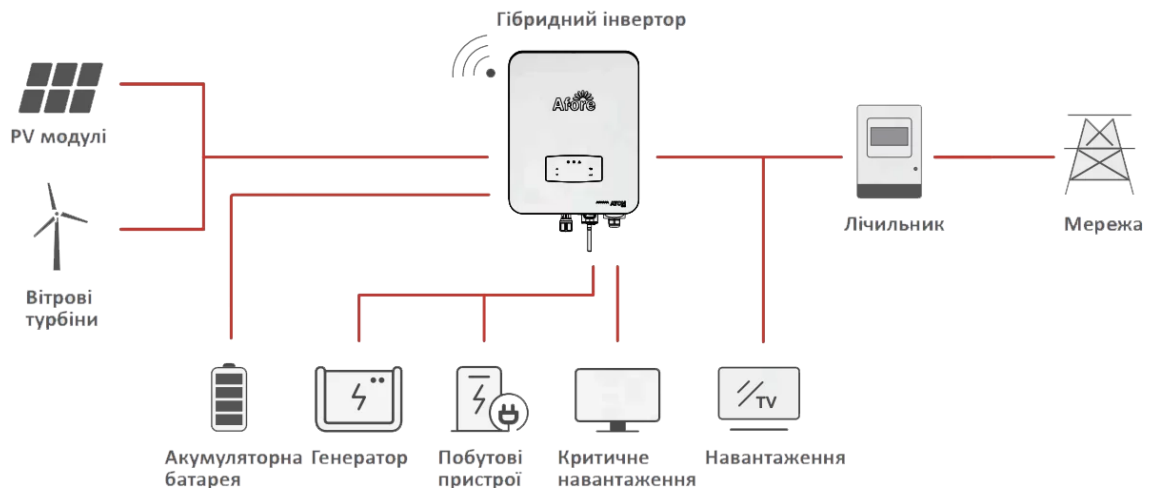 Гібридний інвертор
Afore
PV модулі
Лічильник
Мережа
Вітрові
турбіни
TV
Акумуляторна
батарея
Генератор
Побутові
пристрої
Критичне
навантаження
Навантаження